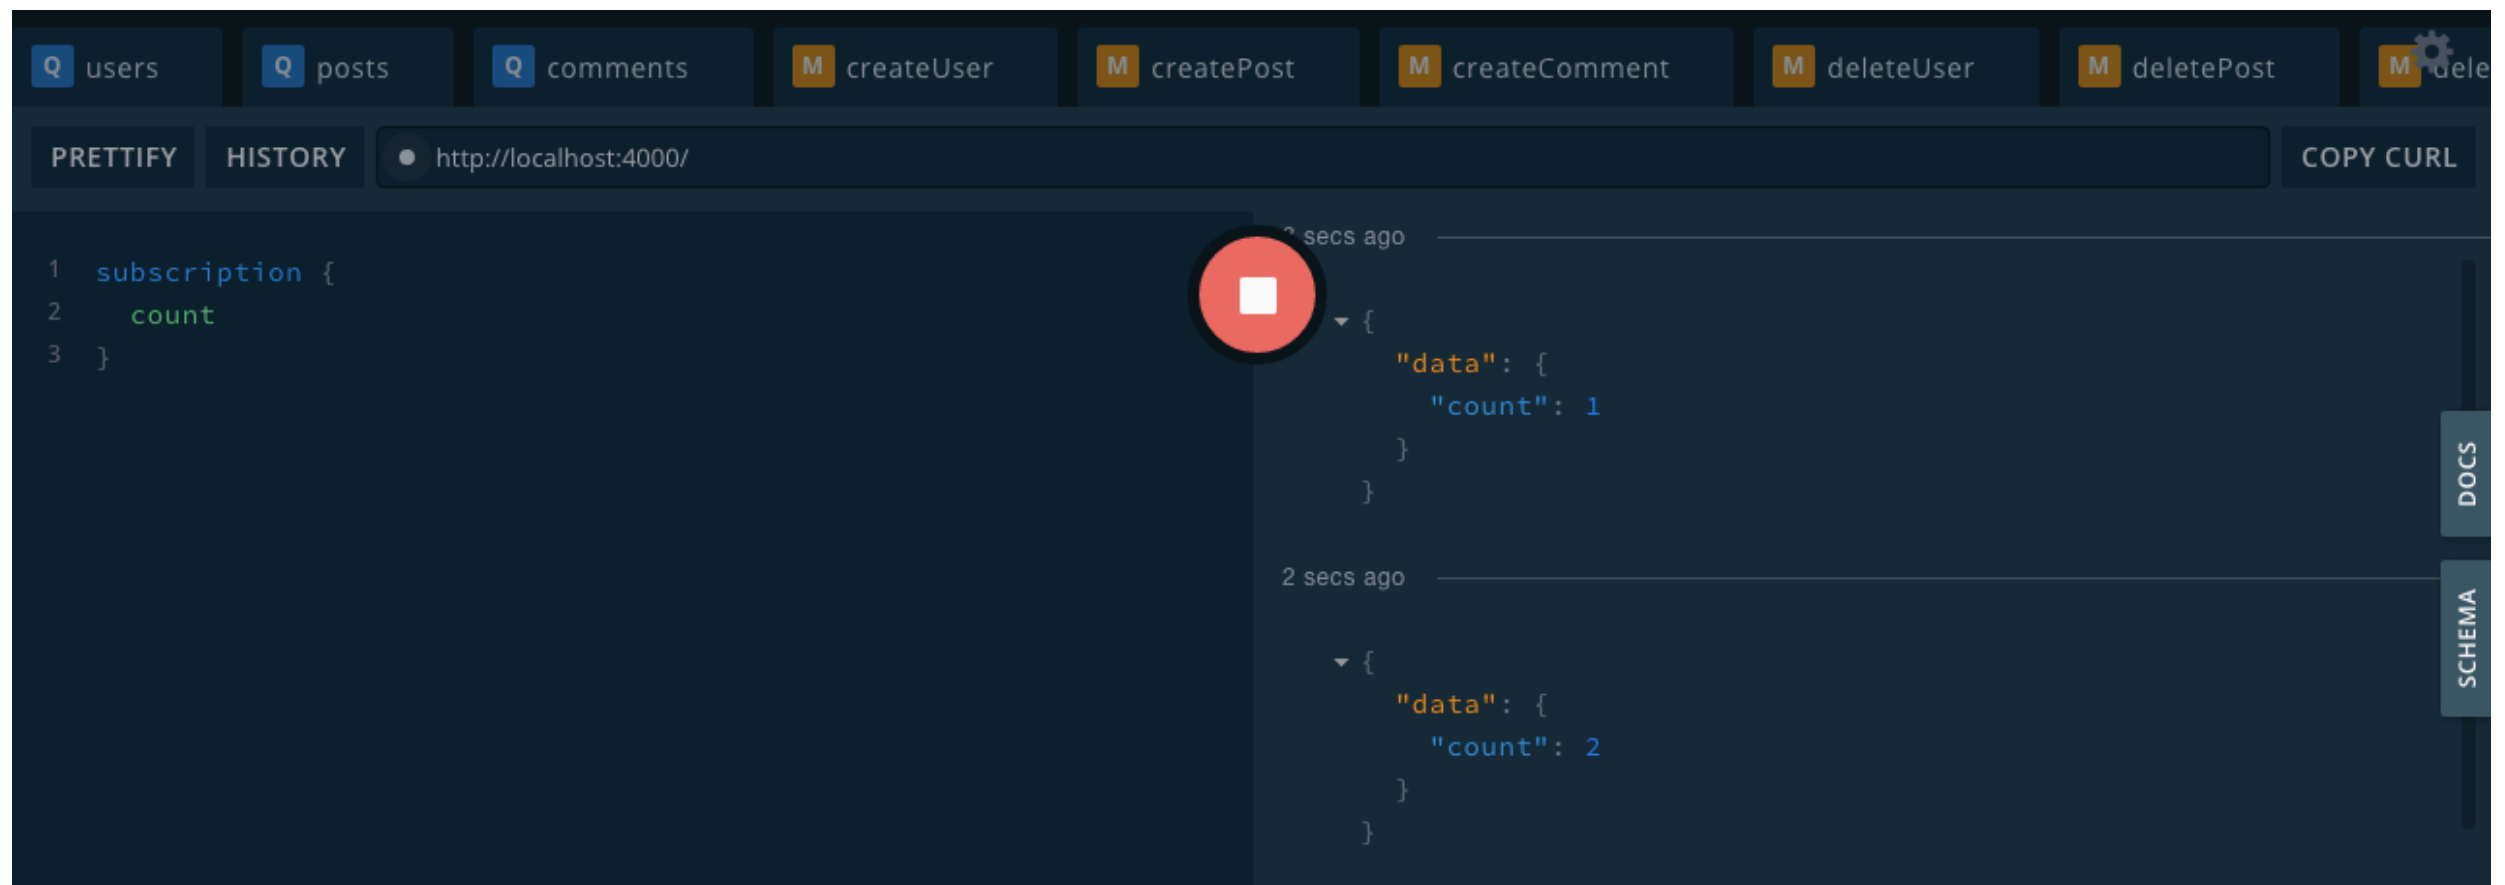 Q users Q posts Q comments M createUser M createPost M createComment M deleteUser M deletePost M dele
PRETTIFY HISTORY http://localhost:4000/ COPY CURL
1 subscription {
2 count
3 }
secs ago
{
"data": {
"count": 1
}
}
2 secs ago
{
"data": {
"count": 2
}
}
DOCS
SCHEMA